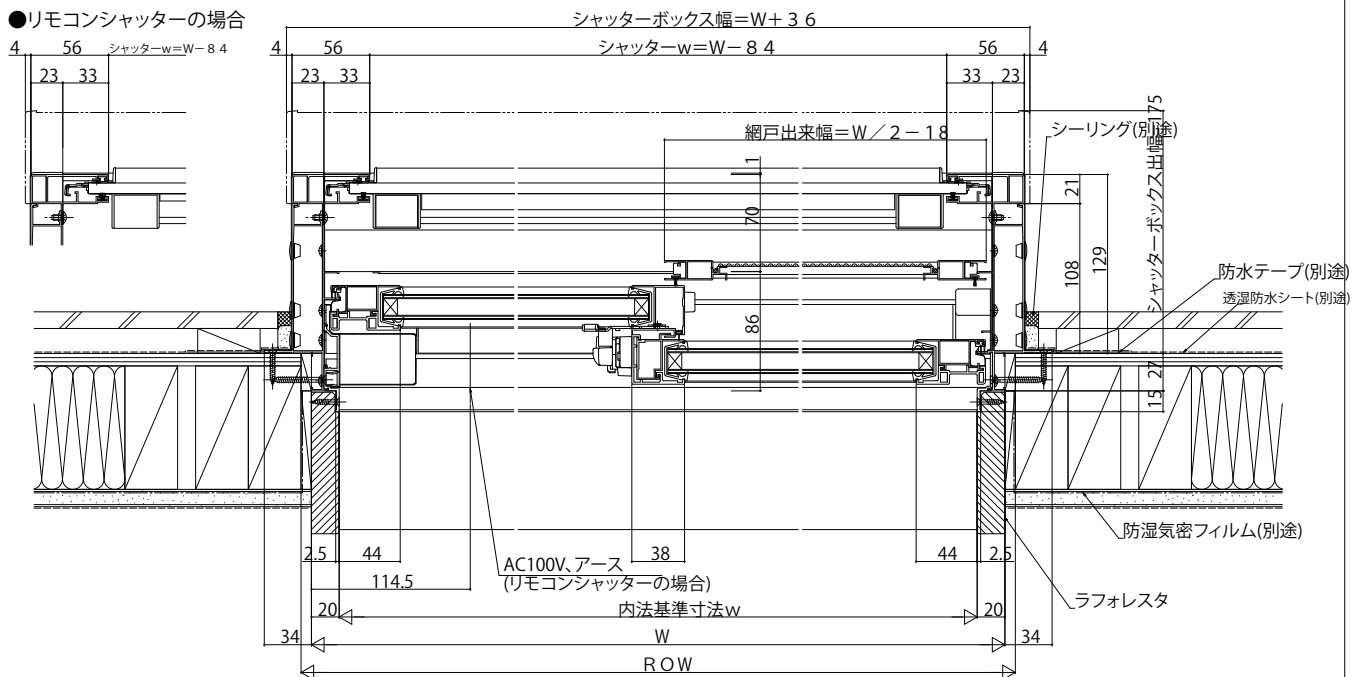 ●リモコンシャッターの場合
シャッターボックス幅=W+36
4 56 シャッターw=W-84
4 56 シャッターw=W-84 56 4
23 33
23 33
33 23
網戸出来幅=W/2-18
シーリング(別途)
シャッターボックス出幅=175
1
21
70
108
129
86
防水テープ(別途)
透湿防水シート(別途)
27
15
防湿気密フィルム(別途)
2.5 44
38
44 2.5
AC100V、アース
(リモコンシャッターの場合)
114.5
ラフォレスタ
20 内法基準寸法w 20
34 W 34
ROW